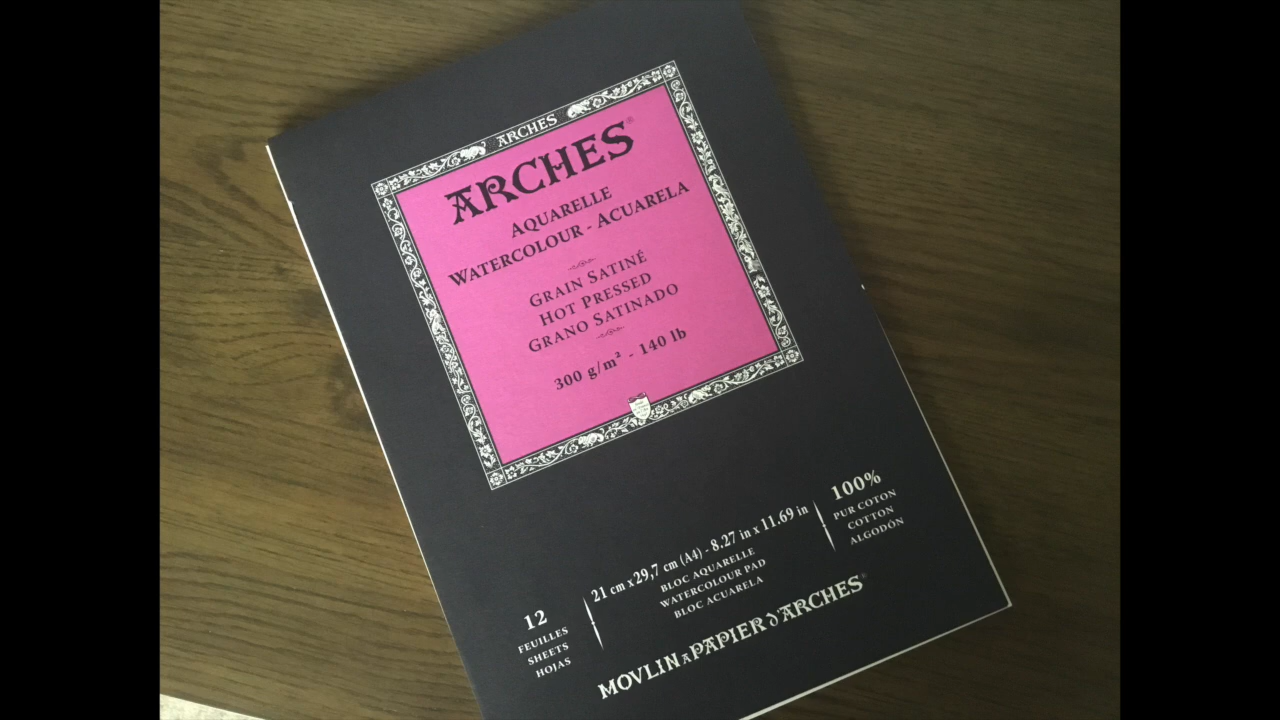 ARCHES
ARCHES®
AQUARELLE
WATERCOLOUR - ACUARELA
GRAIN SATINÉ
HOT PRESSED
GRANO SATINADO
300 g/m² - 140 lb
12
FEUILLES
SHEETS
HOJAS
21 cm x 29,7 cm (A4) - 8.27 in x 11.69 in
BLOC AQUARELLE
WATERCOLOUR PAD
BLOC ACUARELA
100%
PUR COTON
COTTON
ALGODÓN
MOVLIN A PAPIER D'ARCHES®